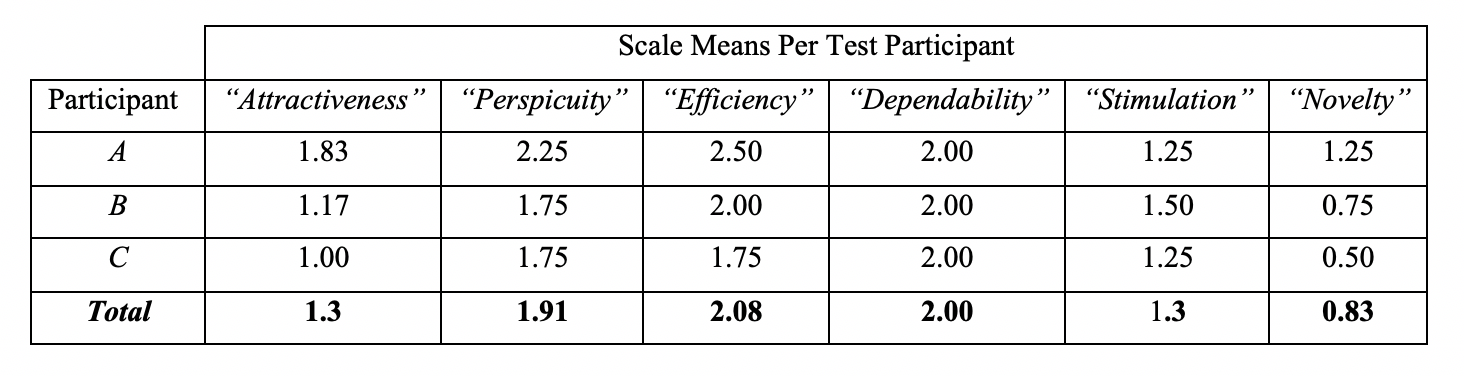 Scale Means Per Test Participant
Participant “Attractiveness” “Perspicuity” “Efficiency” “Dependability” “Stimulation” “Novelty”
A 1.83 2.25 2.50 2.00 1.25 1.25
B 1.17 1.75 2.00 2.00 1.50 0.75
C 1.00 1.75 1.75 2.00 1.25 0.50
Total 1.3 1.91 2.08 2.00 1.3 0.83